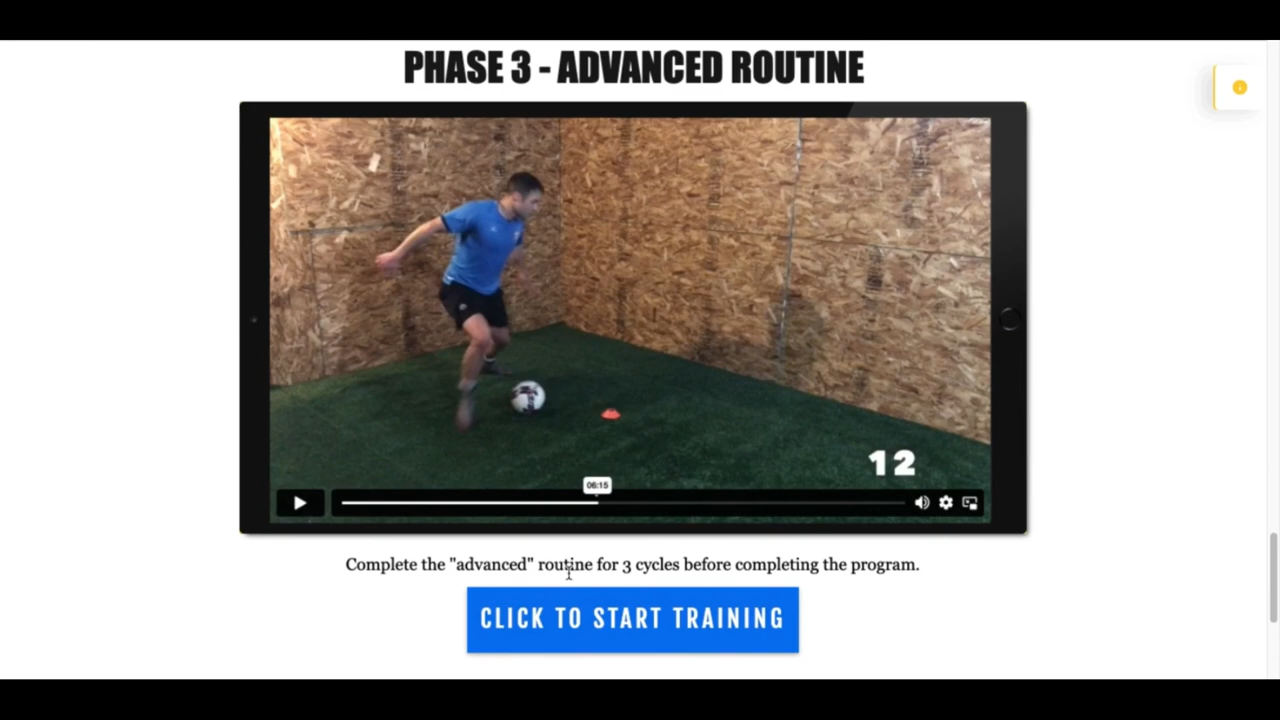 PHASE 3 - ADVANCED ROUTINE
12
06:15
Complete the "advanced" routine for 3 cycles before completing the program.
CLICK TO START TRAINING